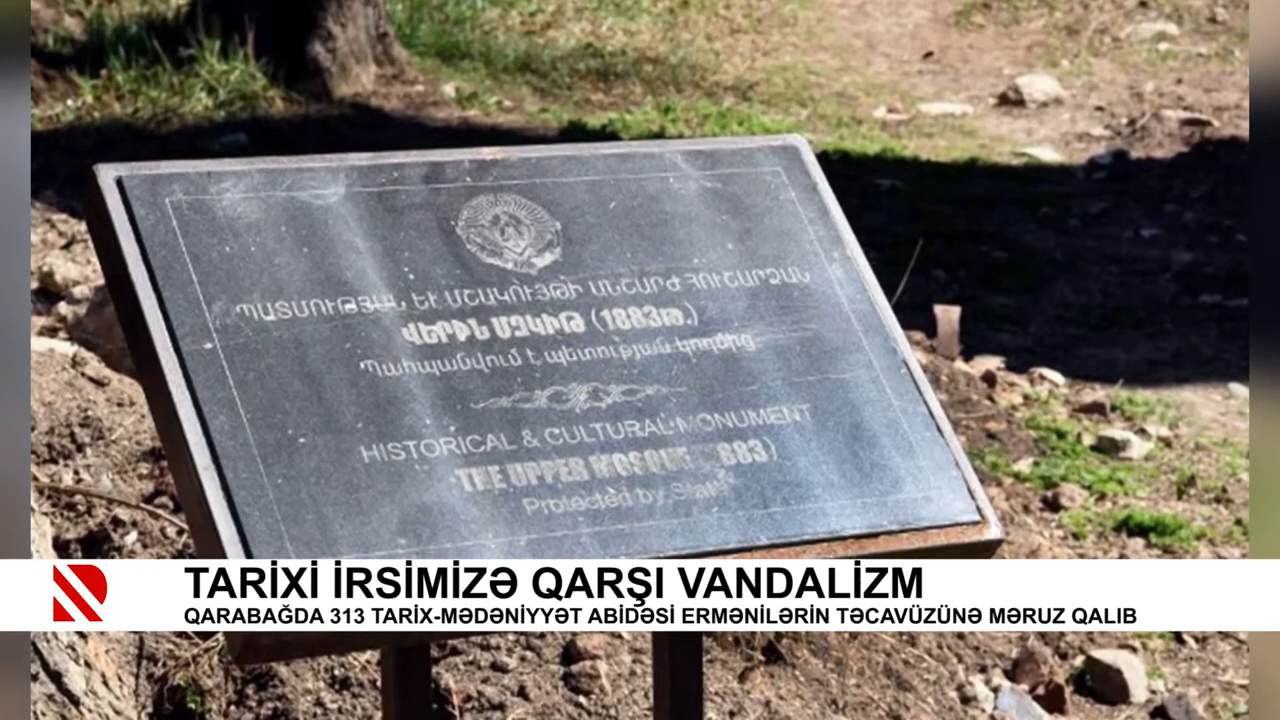 ՊԱՏՄՈՒԹՅԱՆ ԵՒ ՄՇԱԿՈՒՅԹԻ ԱՆՇԱՐԺ ՀՈՒՇԱՐՁԱՆ
ՎԵՐԻՆ ՄԶԿԻԹ (1883թ.)
Պահպանվում է պետության կողմից
HISTORICAL & CULTURAL MONUMENT
THE UPPER MOSQUE 883)
Protected by State
TARİXİ İRSİMİZƏ QARŞI VANDALİZM
QARABAĞDA 313 TARİX-MƏDƏNİYYƏT ABİDƏSİ ERMƏNİLƏRİN TƏCAVÜZÜNƏ MƏRUZ QALIB